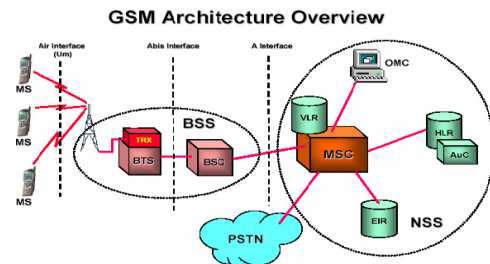 GSM Architecture Overview
Air Interface
(Um)
Abis Interface
A Interface
MS
MS
MS
BSS
TRX
BTS
BSC
OMC
VLR
MSC
HLR
AuC
EIR
NSS
PSTN